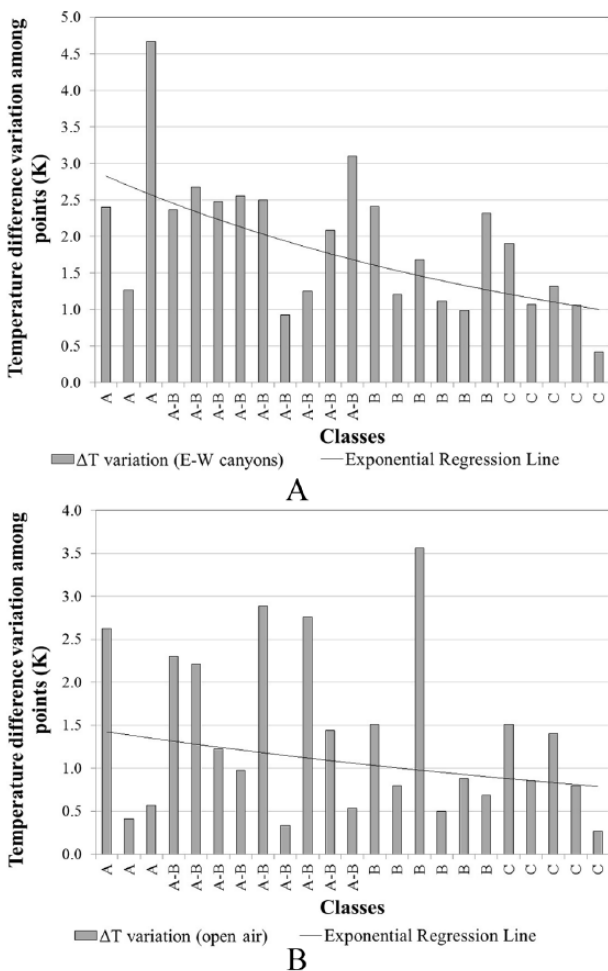 Temperature difference variation among
points (K)
5.0
4.5
4.0
3.5
3.0
2.5
2.0
1.5
1.0
0.5
0.0
A A A A-B A-B A-B A-B A-B A-B A-B A-B A-B B B B B B B C C C C C
Classes
ΔT variation (E-W canyons) Exponential Regression Line
A
Temperature difference variation among
points (K)
4.0
3.5
3.0
2.5
2.0
1.5
1.0
0.5
0.0
A A A A-B A-B A-B A-B A-B A-B A-B A-B A-B B B B B B B C C C C C
Classes
ΔT variation (open air) Exponential Regression Line
B